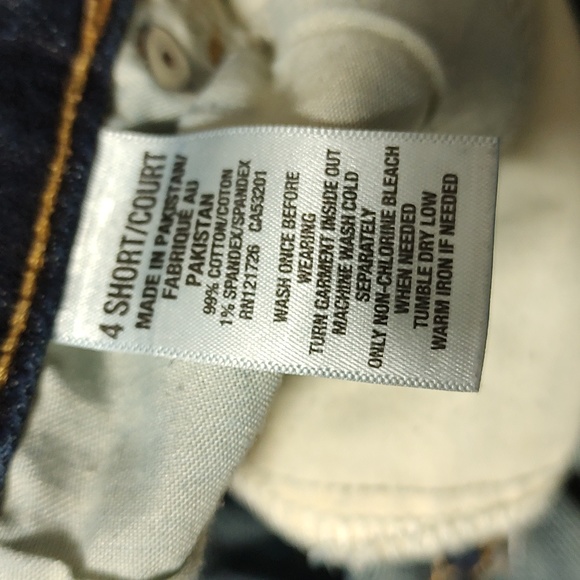 4 SHORT/COURT
MADE IN PAKISTAN/
FABRIQUÉ AU
PAKISTAN
99% COTTON/COTON
1% SPANDEX/SPANDEX
RN121726 CA53201
WASH ONCE BEFORE
WEARING
TURN GARMENT INSIDE OUT
MACHINE WASH COLD
SEPARATELY
ONLY NON-CHLORINE BLEACH
WHEN NEEDED
TUMBLE DRY LOW
WARM IRON IF NEEDED